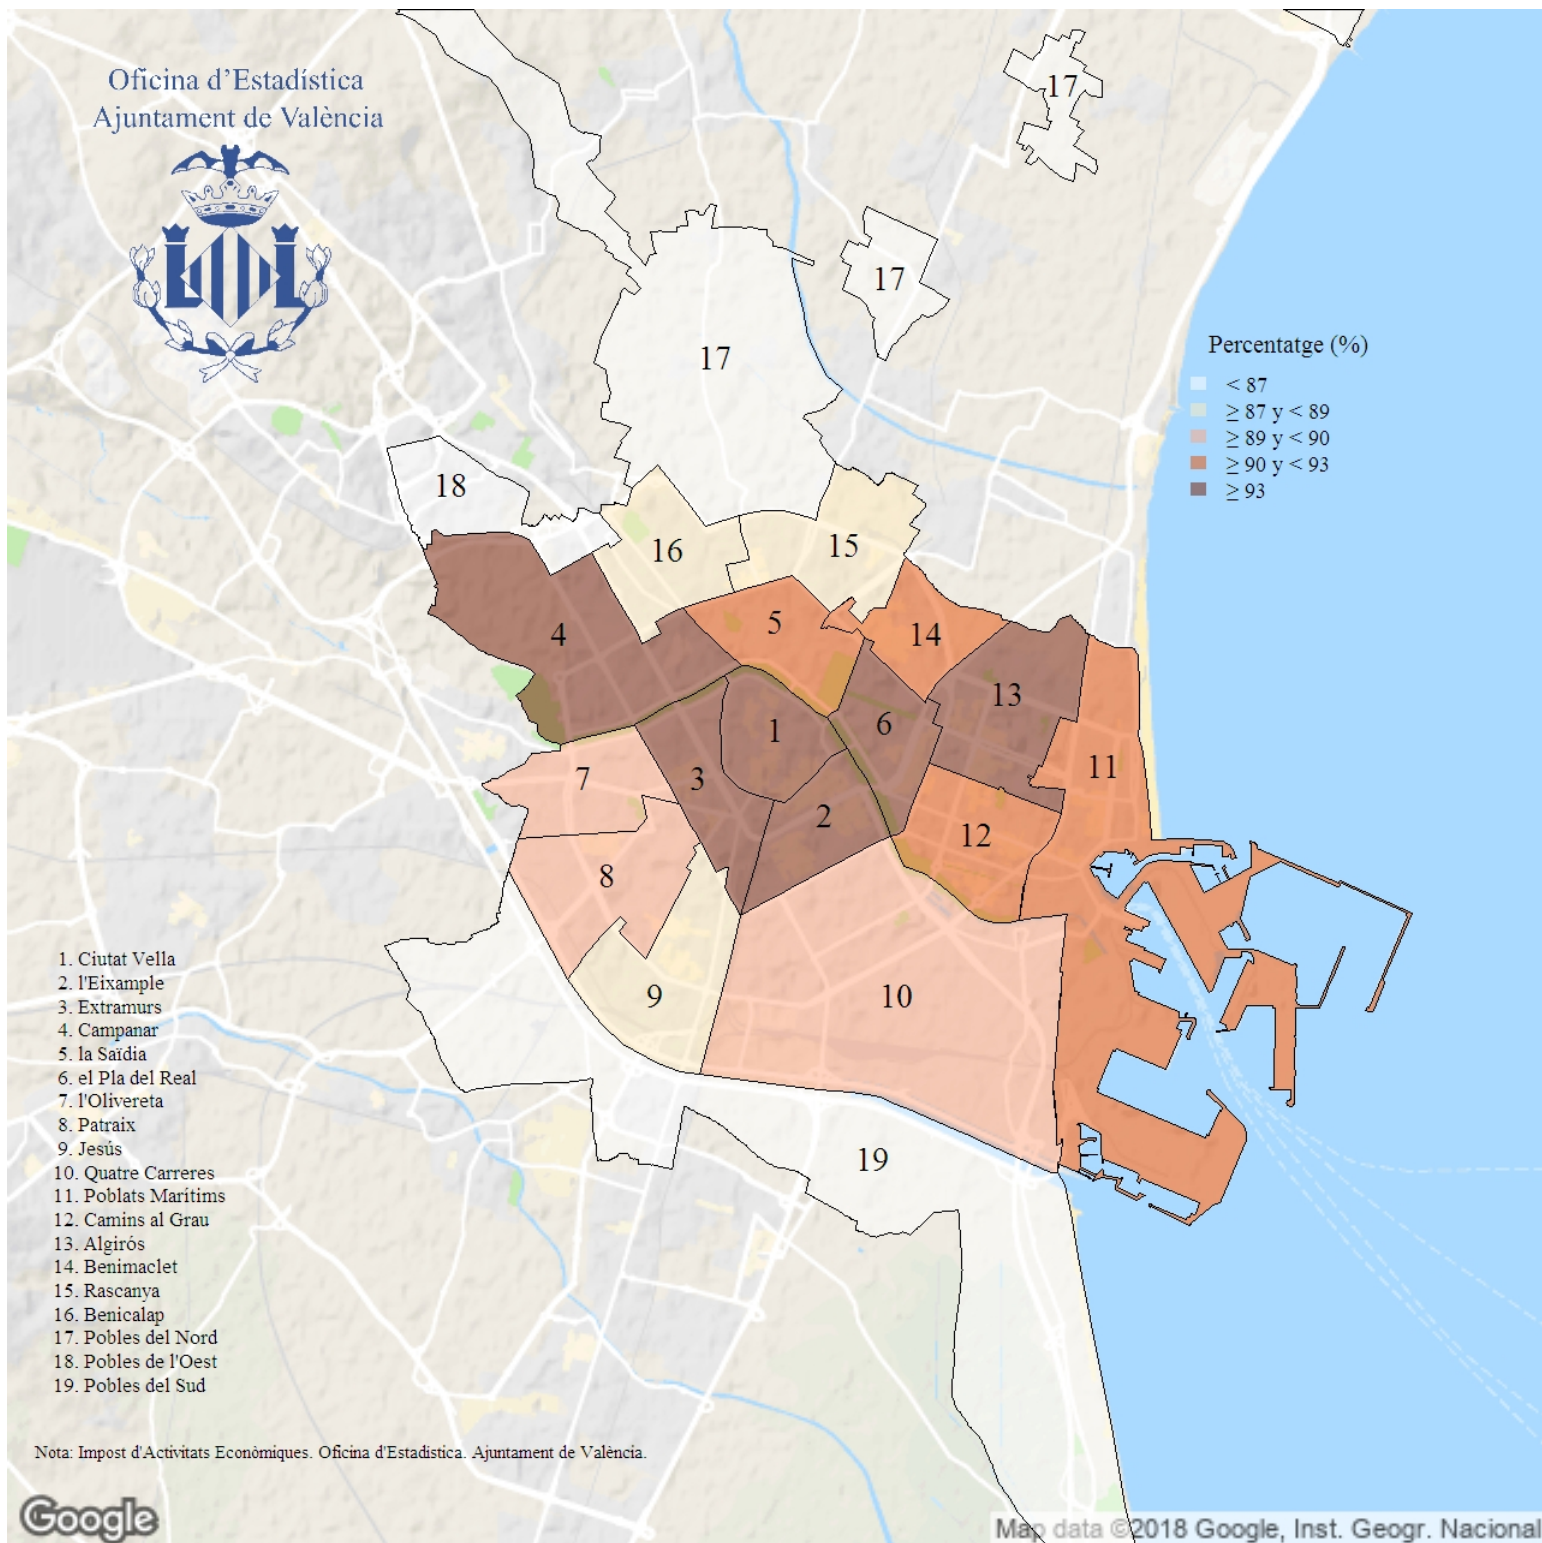 Oficina d'Estadística
Ajuntament de València
17
17
17
18
16
15
5
14
4
13
1
6
11
7
3
2
12
8
9
10
19
Percentatge (%)
< 87
≥ 87 y < 89
≥ 89 y < 90
≥ 90 y < 93
≥ 93
1. Ciutat Vella
2. l'Eixample
3. Extramurs
4. Campanar
5. la Saïdia
6. el Pla del Real
7. l'Olivereta
8. Patraix
9. Jesús
10. Quatre Carreres
11. Poblats Marítims
12. Camins al Grau
13. Algirós
14. Benimaclet
15. Rascanya
16. Benicalap
17. Pobles del Nord
18. Pobles de l'Oest
19. Pobles del Sud
Nota: Impost d'Activitats Econòmiques. Oficina d'Estadística. Ajuntament de València.
Google
Map data ©2018 Google, Inst. Geogr. Nacional